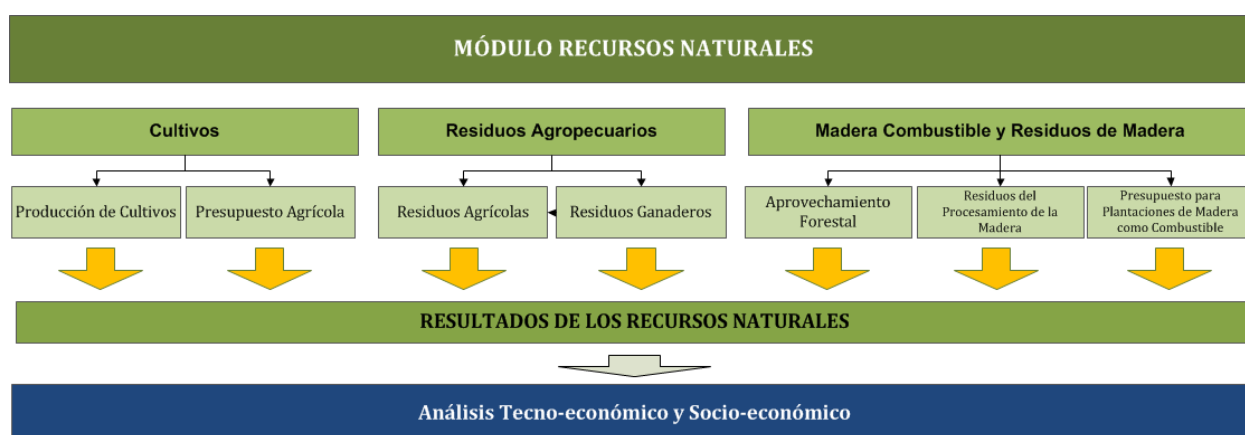 MÓDULO RECURSOS NATURALES
Cultivos
Residuos Agropecuarios
Madera Combustible y Residuos de Madera
Producción de Cultivos
Presupuesto Agrícola
Residuos Agrícolas
Residuos Ganaderos
Aprovechamiento
Forestal
Residuos del
Procesamiento de la
Madera
Presupuesto para
Plantaciones de Madera
como Combustible
RESULTADOS DE LOS RECURSOS NATURALES
Análisis Tecno-económico y Socio-económico